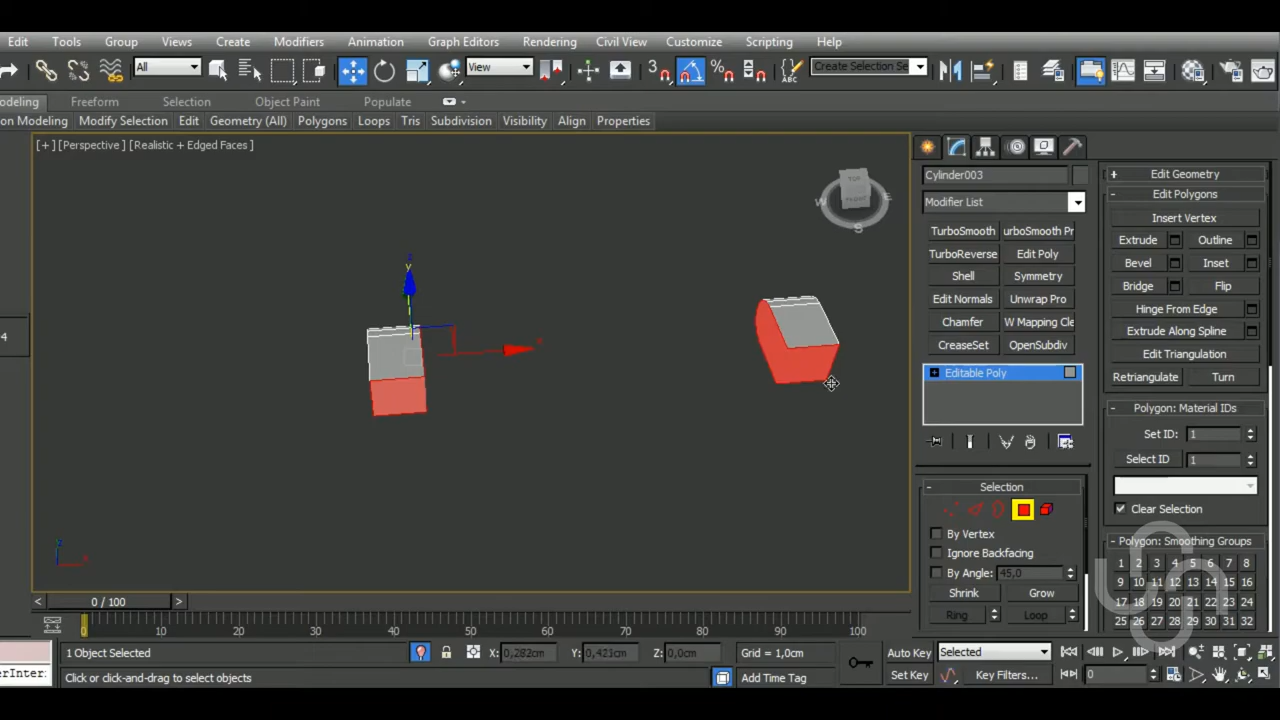 Edit Tools Group Views Create Modifiers Animation Graph Editors Rendering Civil View Customize Scripting Help
All View 3 Create Selection Se
odeling Freeform Selection Object Paint Populate
on Modeling Modify Selection Edit Geometry (All) Polygons Loops Tris Subdivision Visibility Align Properties
[+] [Perspective] [Realistic + Edged Faces]
Cylinder003
Modifier List
TurboSmooth urboSmooth Pr
TurboReverse Edit Poly
Shell Symmetry
Edit Normals Unwrap Pro
Chamfer W Mapping Cle
CreaseSet OpenSubdiv
Editable Poly
Selection
By Vertex
Ignore Backfacing
By Angle: 45,0
Shrink Grow
Ring Loop
+ Edit Geometry
- Edit Polygons
Insert Vertex
Extrude Outline
Bevel Inset
Bridge Flip
Hinge From Edge
Extrude Along Spline
Edit Triangulation
Retriangulate Turn
- Polygon: Material IDs
Set ID: 1
Select ID 1
Clear Selection
- Polygon: Smoothing Groups
1 2 3 4 5 6 7 8
9 10 11 12 13 14 15 16
17 18 19 20 21 22 23 24
25 26 27 28 29 30 31 32
4
TOP
W E
S
z
y
x
z
x
< 0 / 100 >
0 10 20 30 40 50 60 70 80 90 100
1 Object Selected X: 0,282cm Y: 0,421cm Z: 0,0cm Grid = 1,0cm Auto Key Selected
erInter Click or click-and-drag to select objects Add Time Tag Set Key Key Filters... 0